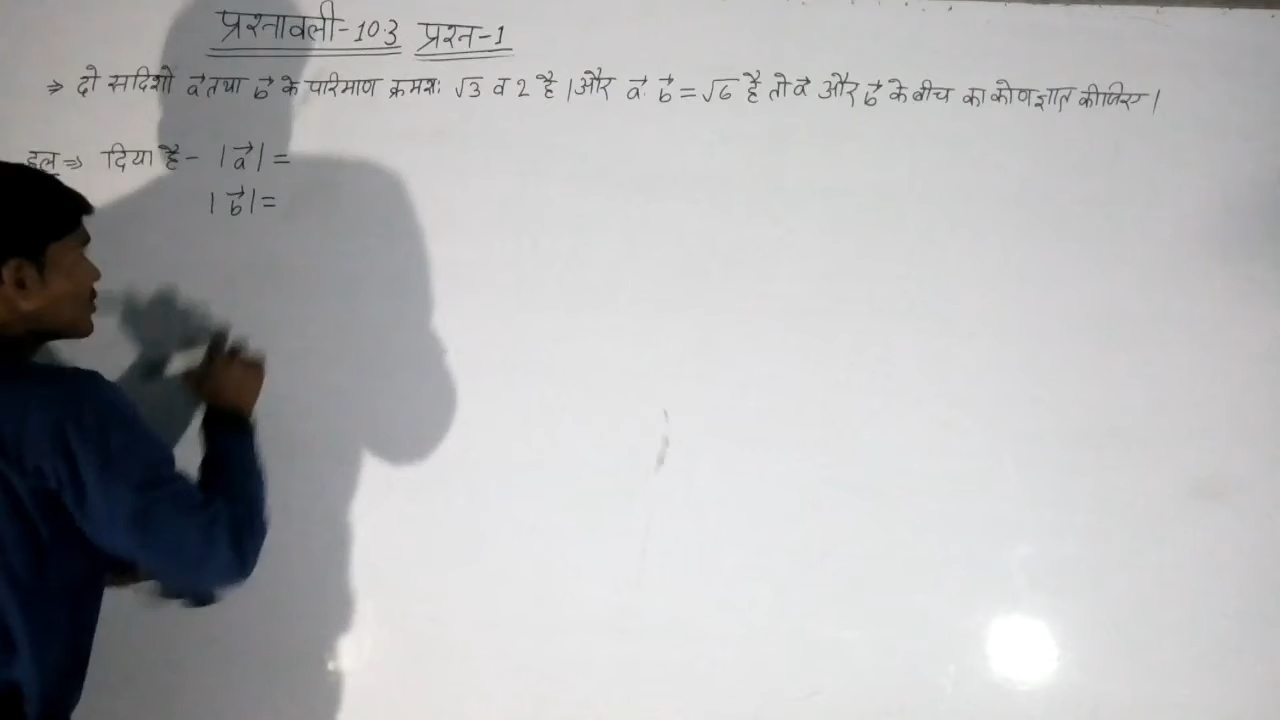 प्रश्नावली-10.3 प्रश्न-1
⇒ दो सदिशो a⃗ तथा b⃗ के परिमाण क्रमशः √3 व 2 है। और a⃗. b⃗ = √6 है तो a⃗ और b⃗ के बीच का कोण ज्ञात कीजिए।
हल ⇒ दिया है- |a⃗| =
|b⃗| =